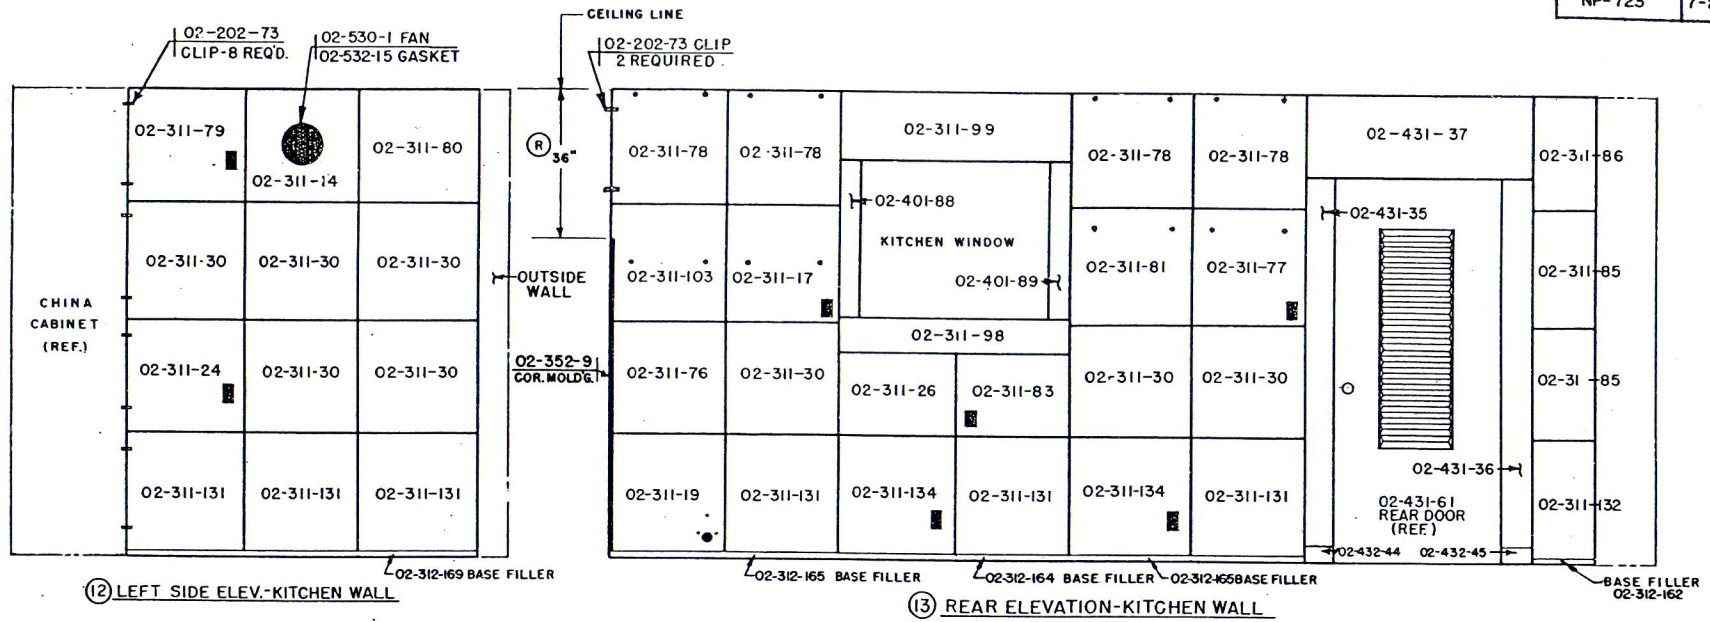 NP-723
CEILING LINE
02-202-73
CLIP-8 REQ'D.
02-530-1 FAN
02-532-15 GASKET
02-202-73 CLIP
2 REQUIRED.
02-311-79
02-311-14
02-311-80
R
36"
02-311-78
02-311-78
02-311-99
02-311-78
02-311-78
02-431-37
02-311-86
02-401-88
02-431-35
KITCHEN WINDOW
02-311-30
02-311-30
02-311-30
OUTSIDE
WALL
02-311-103
02-311-17
02-401-89
02-311-81
02-311-77
02-311-85
CHINA
CABINET
(REF.)
02-311-98
02-311-24
02-311-30
02-311-30
02-352-9
COR. MOLD'G.
02-311-76
02-311-30
02-311-26
02-311-83
02-311-30
02-311-30
02-31 -85
02-431-36
02-311-131
02-311-131
02-311-131
02-311-19
02-311-131
02-311-134
02-311-131
02-311-134
02-311-131
02-431-61
REAR DOOR
(REF.)
02-311-132
02-432-44
02-432-45
02-312-169 BASE FILLER
02-312-165 BASE FILLER
02-312-164 BASE FILLER
02-312-165 BASE FILLER
BASE FILLER
02-312-162
12 LEFT SIDE ELEV.-KITCHEN WALL
13 REAR ELEVATION-KITCHEN WALL